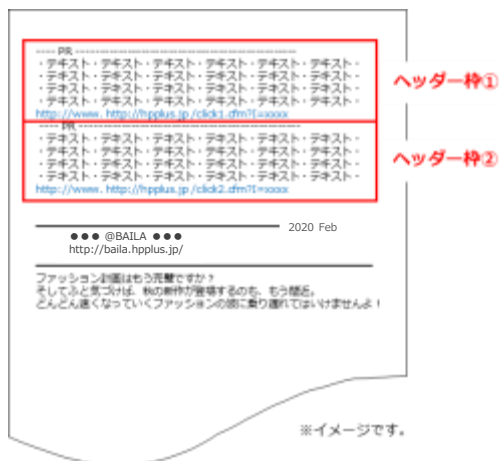 ---- PR ------------------------------------------------
・テキスト・テキスト・テキスト・テキスト・テキスト・テキスト・
・テキスト・テキスト・テキスト・テキスト・テキスト・テキスト・
・テキスト・テキスト・テキスト・テキスト・テキスト・テキスト・
・テキスト・テキスト・テキスト・テキスト・テキスト・テキスト・
http://www. http://hpplus.jp /click1.cfm?I=xxxx
ヘッダー枠①
---- PR ------------------------------------------------
・テキスト・テキスト・テキスト・テキスト・テキスト・テキスト・
・テキスト・テキスト・テキスト・テキスト・テキスト・テキスト・
・テキスト・テキスト・テキスト・テキスト・テキスト・テキスト・
・テキスト・テキスト・テキスト・テキスト・テキスト・テキスト・
http://www. http://hpplus.jp /click2.cfm?I=xxxx
ヘッダー枠②
2020 Feb
●●● @BAILA ●●●
http://baila.hpplus.jp/
ファッション計画はもう完璧ですか？
そしてふと気づけば、秋の新作が登場するのも、もう間近。
どんどん速くなっていくファッションの波に乗り遅れてはいけませんよ！
※イメージです。